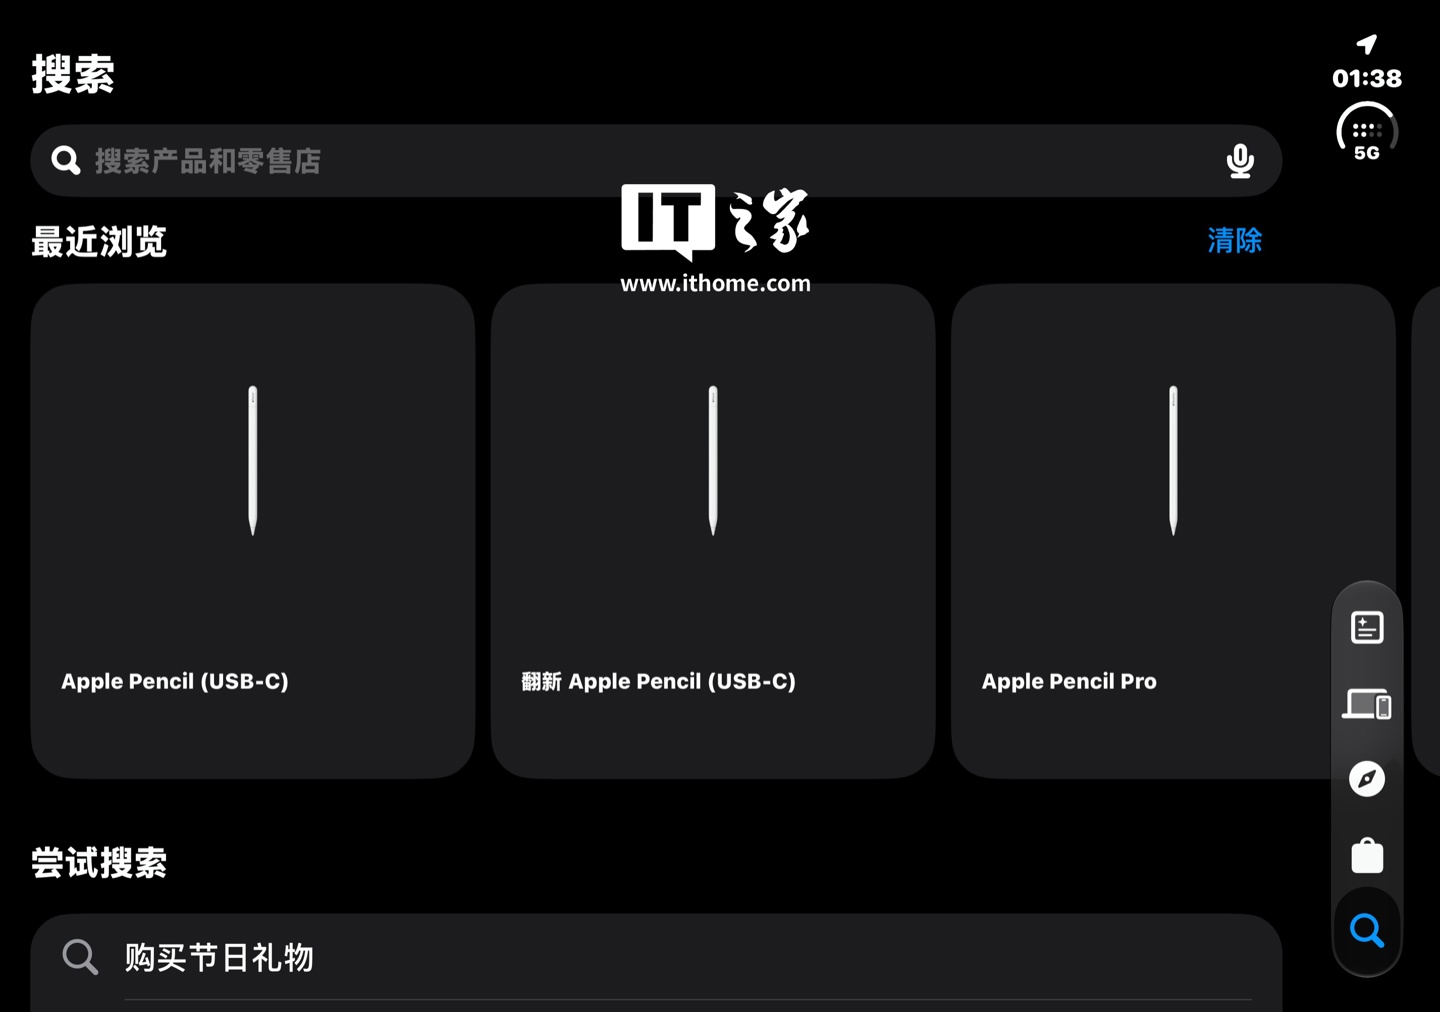 搜索
01:38
搜索产品和零售店
5G
IT之家
www.ithome.com
最近浏览
清除
Apple Pencil (USB-C)
翻新 Apple Pencil (USB-C)
Apple Pencil Pro
尝试搜索
购买节日礼物